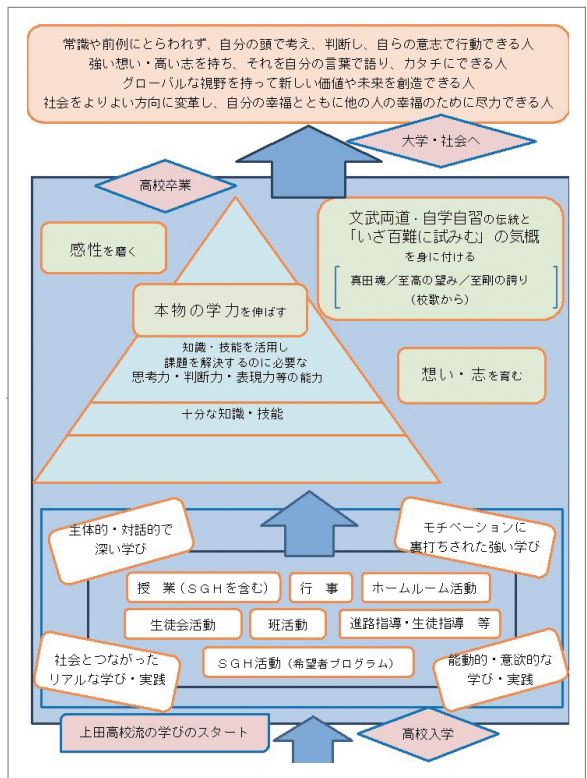 常識や前例にとらわれず、自分の頭で考え、判断し、自らの意志で行動できる人
強い想い・高い志を持ち、それを自分の言葉で語り、カタチにできる人
グローバルな視野を持って新しい価値や未来を創造できる人
社会をよりよい方向に変革し、自分の幸福とともに他の人の幸福のために尽力できる人
大学・社会へ
高校卒業
文武両道・自学自習の伝統と
「いざ百難に試みむ」の気概
を身に付ける
真田魂／至高の望み／至剛の誇り
（校歌から）
感性を磨く
本物の学力を伸ばす
知識・技能を活用し
課題を解決するのに必要な
思考力・判断力・表現力等の能力
想い・志を育む
十分な知識・技能
主体的・対話的で
深い学び
モチベーションに
裏打ちされた強い学び
授　業（SGHを含む）
行　事
ホームルーム活動
生徒会活動
班活動
進路指導・生徒指導　等
社会とつながった
リアルな学び・実践
SGH活動（希望者プログラム）
能動的・意欲的な
学び・実践
上田高校流の学びのスタート
高校入学